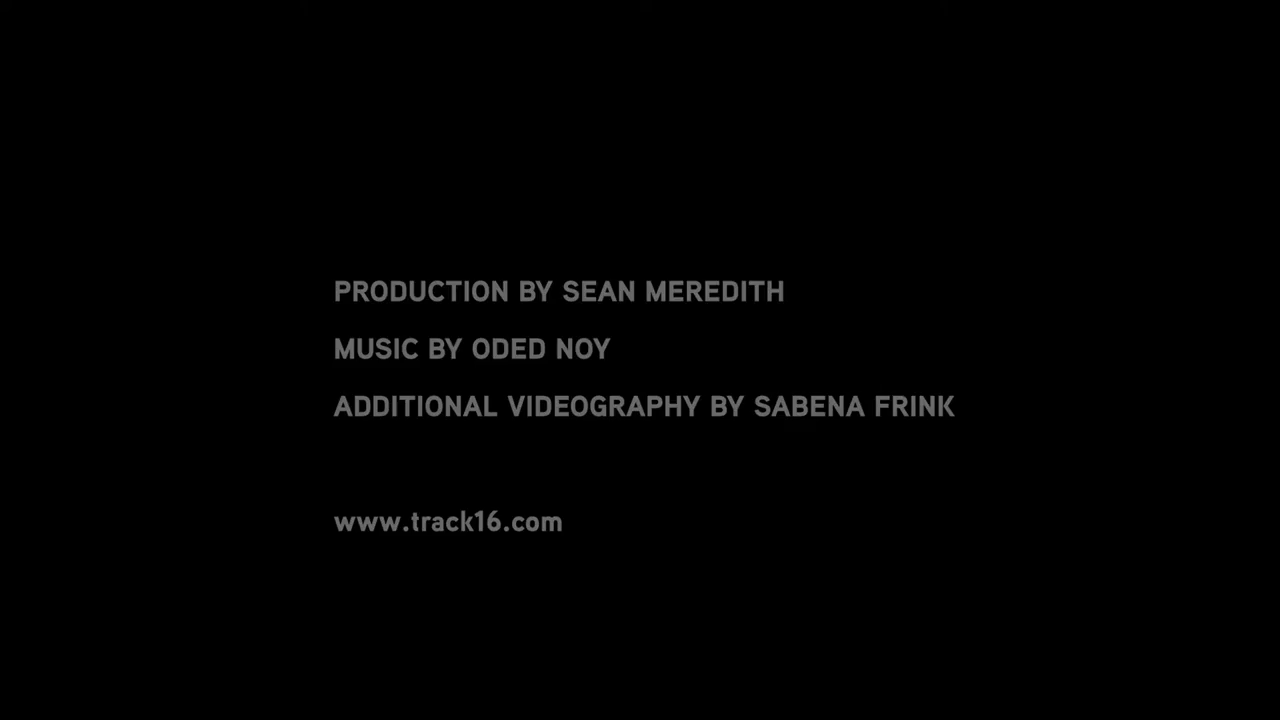 PRODUCTION BY SEAN MEREDITH
MUSIC BY ODED NOY
ADDITIONAL VIDEOGRAPHY BY SABENA FRINK
www.track16.com